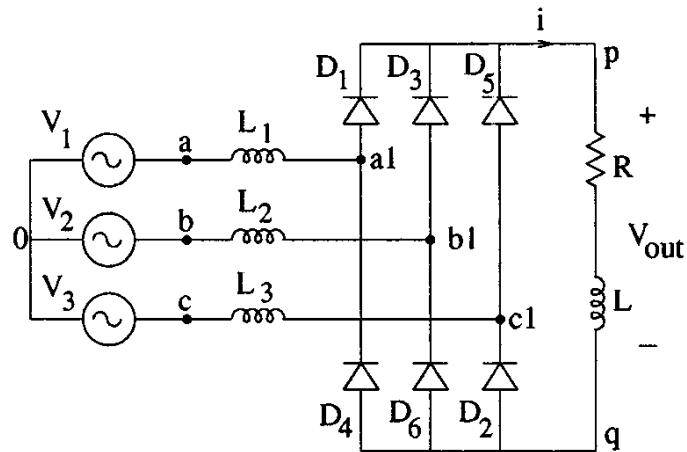 i
p
D1 D3 D5
V1 a L1 a1 + R
V2 L2
0 b b1 Vout
V3 c L3 c1 L
−
D4 D6 D2
q